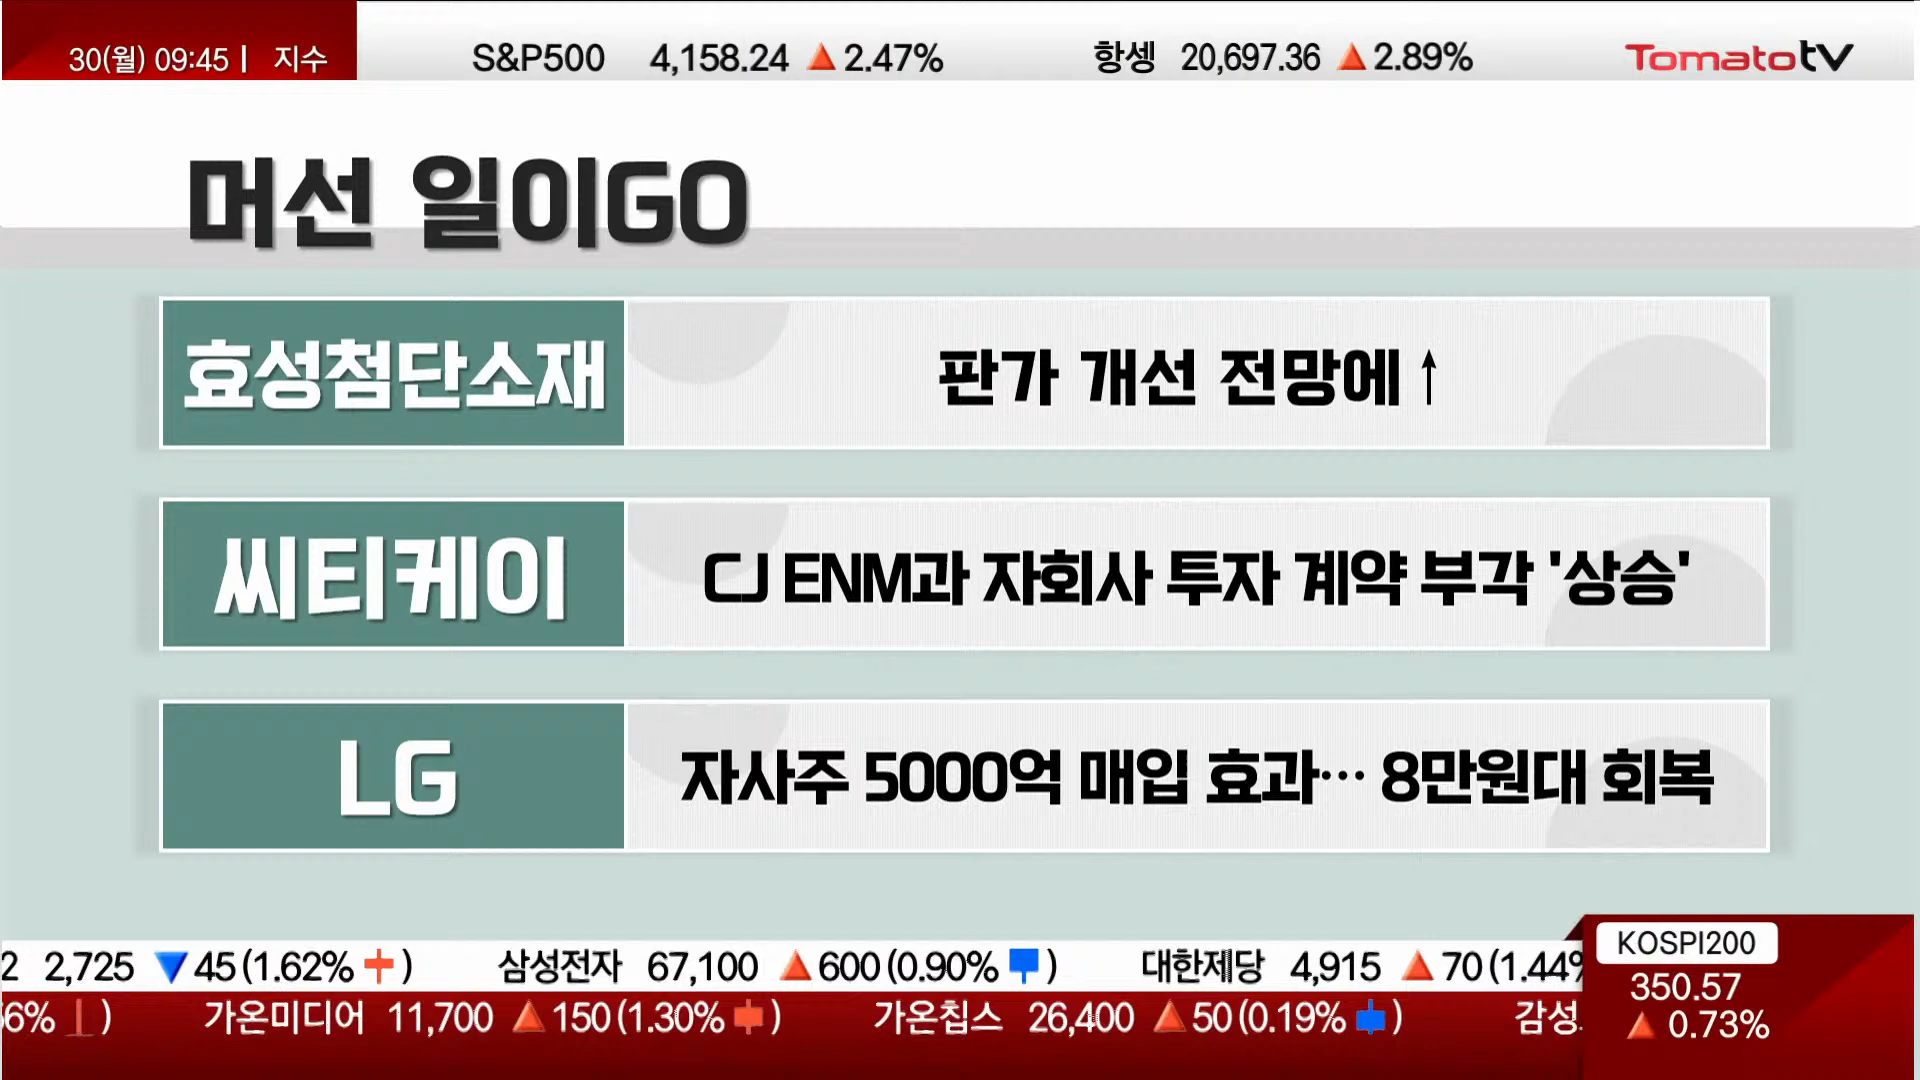 30(월) 09:45 | 지수 S&P500 4,158.24 ▲ 2.47% 항셍 20,697.36 ▲ 2.89% Tomatotv
머선 일이GO
효성첨단소재 판가 개선 전망에↑
씨티케이 CJ ENM과 자회사 투자 계약 부각 '상승'
LG 자사주 5000억 매입 효과… 8만원대 회복
2 2,725 ▼45(1.62% ) 삼성전자 67,100 ▲600(0.90% ) 대한제당 4,915 ▲70(1.44%
6% ) 가온미디어 11,700 ▲150(1.30% ) 가온칩스 26,400 ▲50(0.19% ) 감성
KOSPI200
350.57
▲ 0.73%